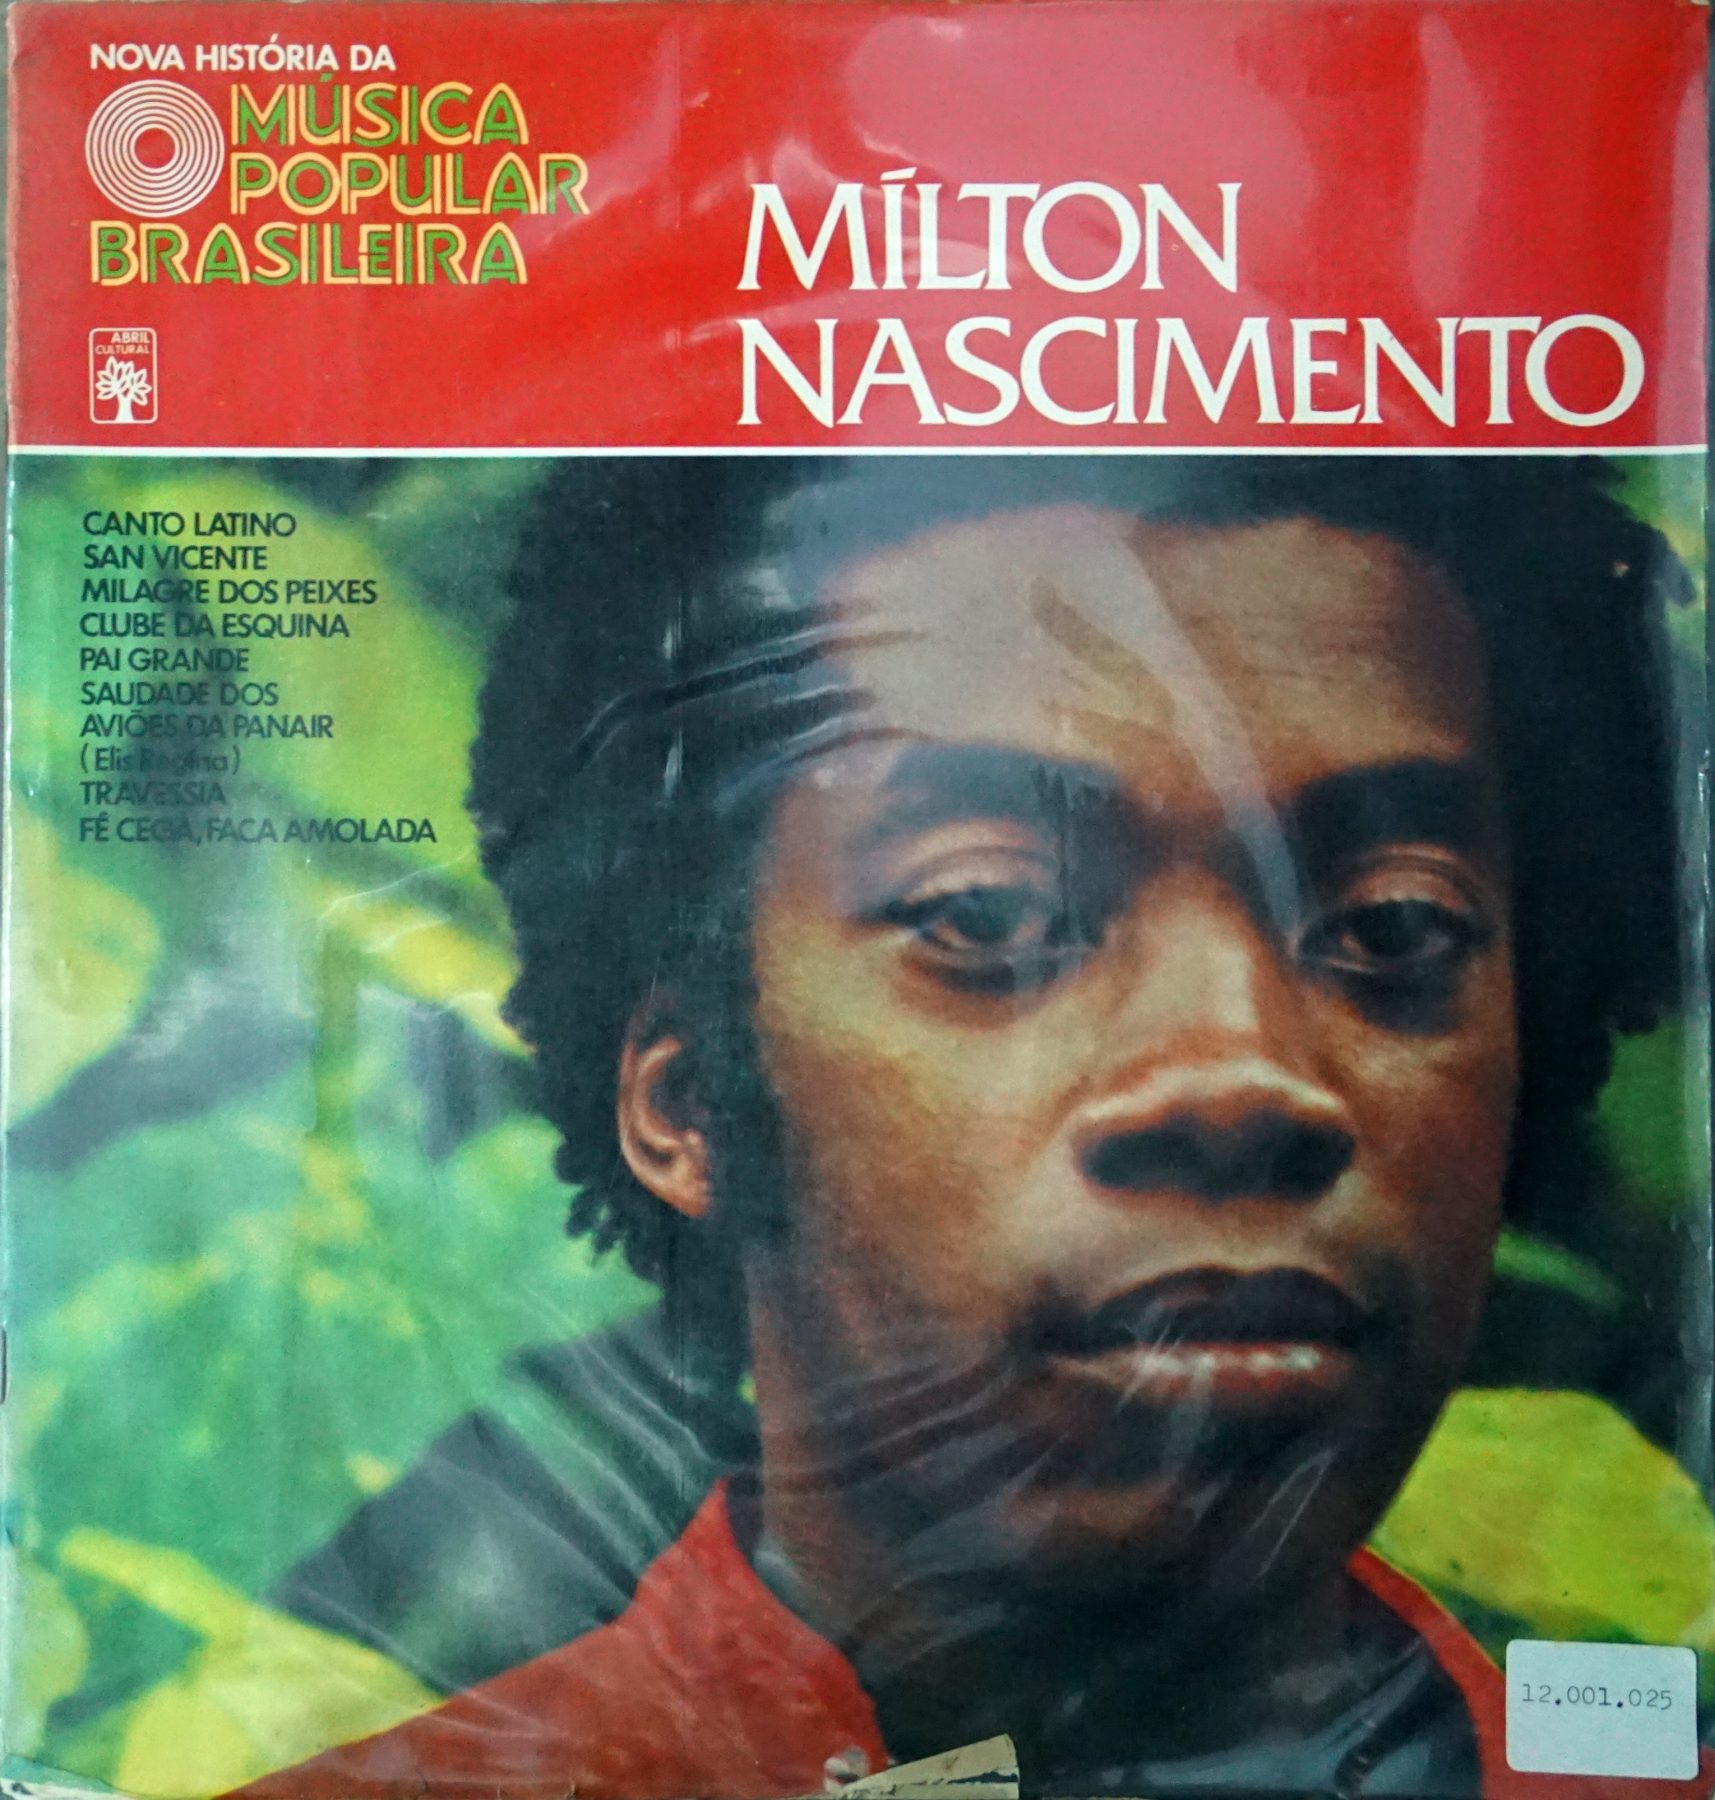 NOVA HISTÓRIA DA
MÚSICA
POPULAR
BRASILEIRA
ABRIL
CULTURAL
MÍLTON
NASCIMENTO
CANTO LATINO
SAN VICENTE
MILAGRE DOS PEIXES
CLUBE DA ESQUINA
PAI GRANDE
SAUDADE DOS
AVIÕES DA PANAIR
(Elis Regina)
TRAVESSIA
FÊ CEGA, FACA AMOLADA
12.001.025